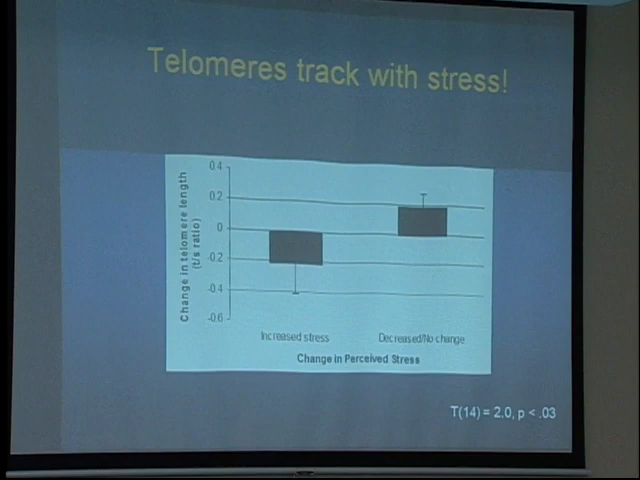 Telomeres track with stress!
Change in telomere length
(t/s ratio)
0.4
0.2
0
-0.2
-0.4
-0.6
Increased stress
Decreased/No change
Change in Perceived Stress
T(14) = 2.0, p < .03